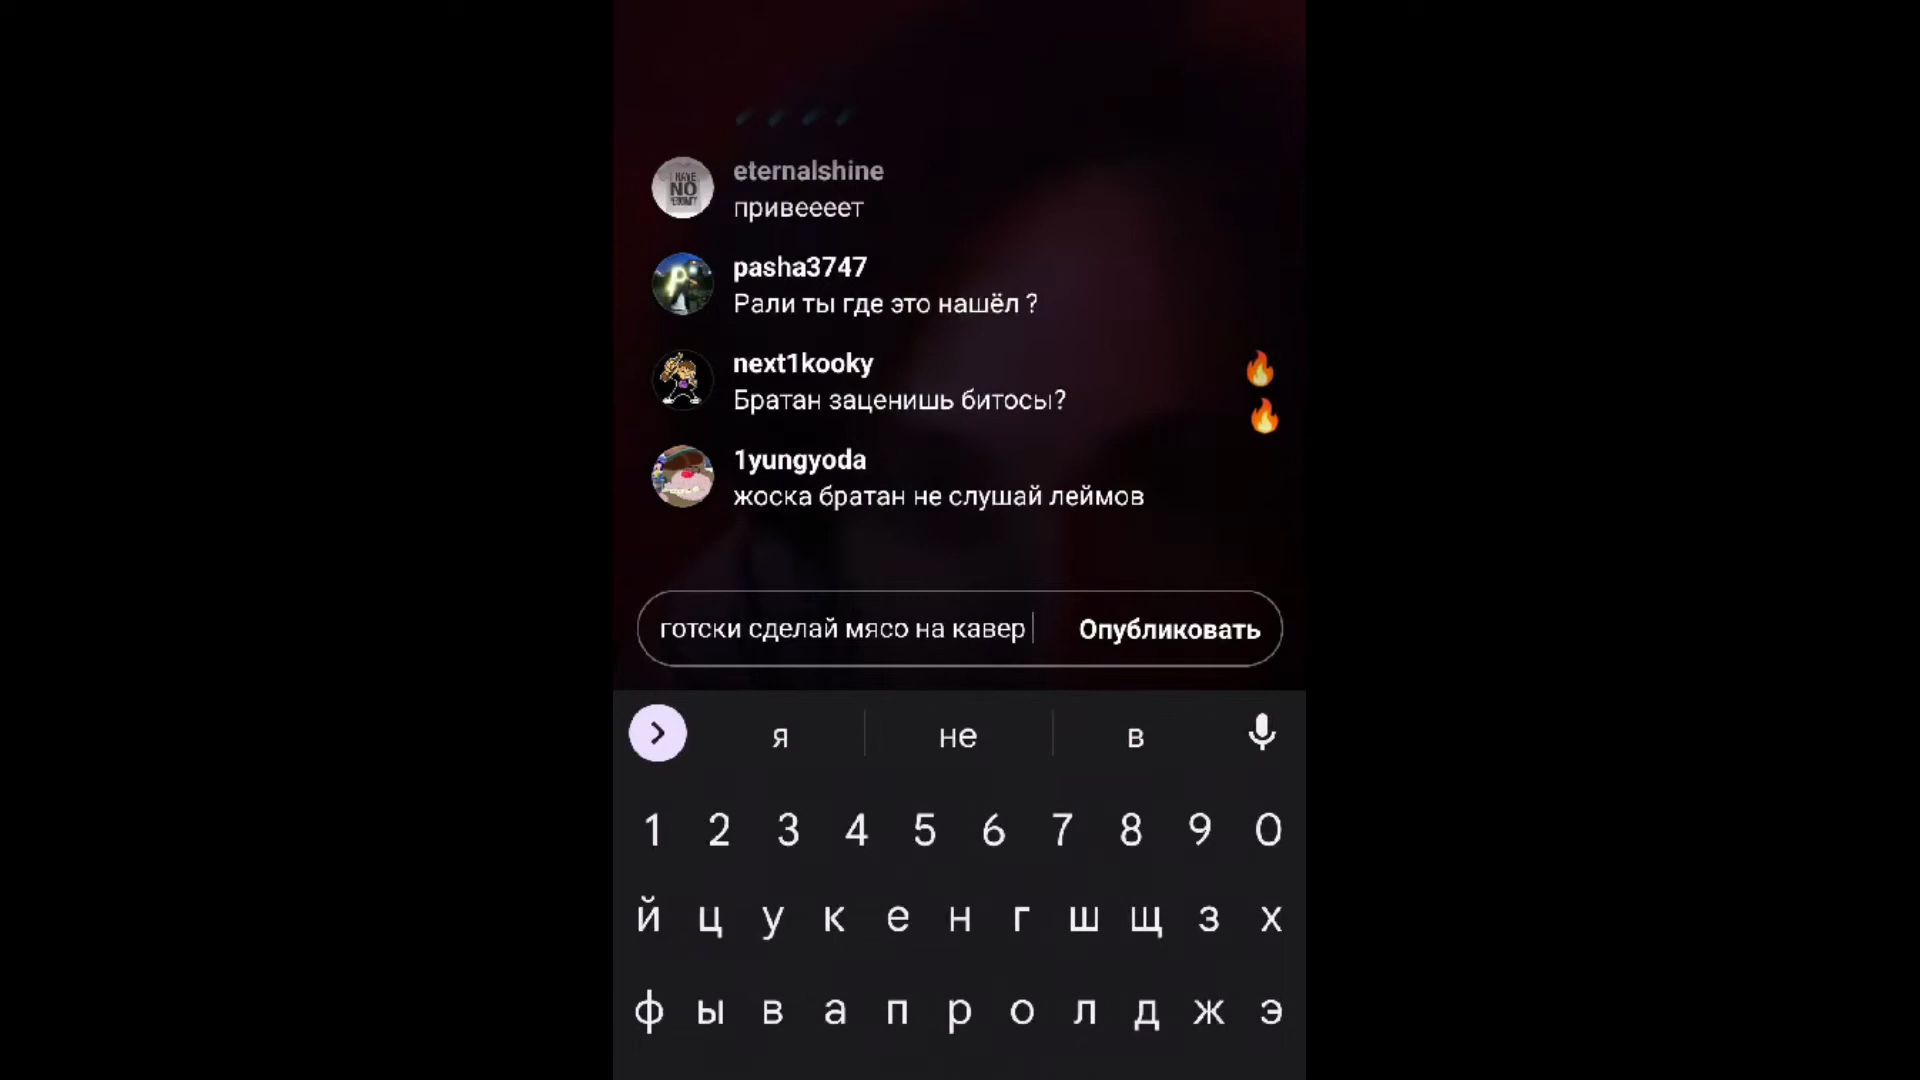 eternalshine
привеееет
pasha3747
Рали ты где это нашёл ?
next1kooky
Братан заценишь битосы?
1yungyoda
жоска братан не слушай леймов
готски сделай мясо на кавер Опубликовать
я не в
1 2 3 4 5 6 7 8 9 0
й ц у к е н г ш щ з х
ф ы в а п р о л д ж э